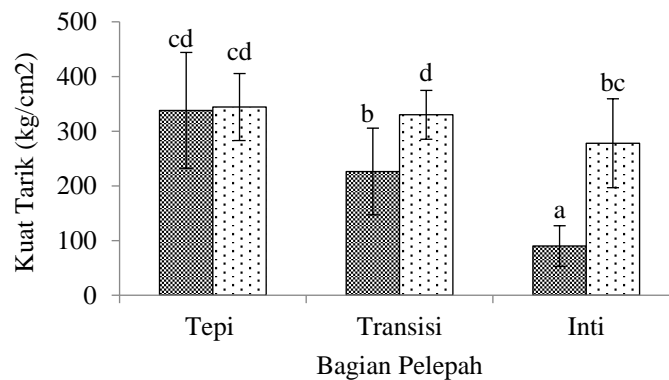 500
400
300
200
100
0
Kuat Tarik (kg/cm2)
cd
cd
b
d
a
bc
Tepi
Transisi
Inti
Bagian Pelepah